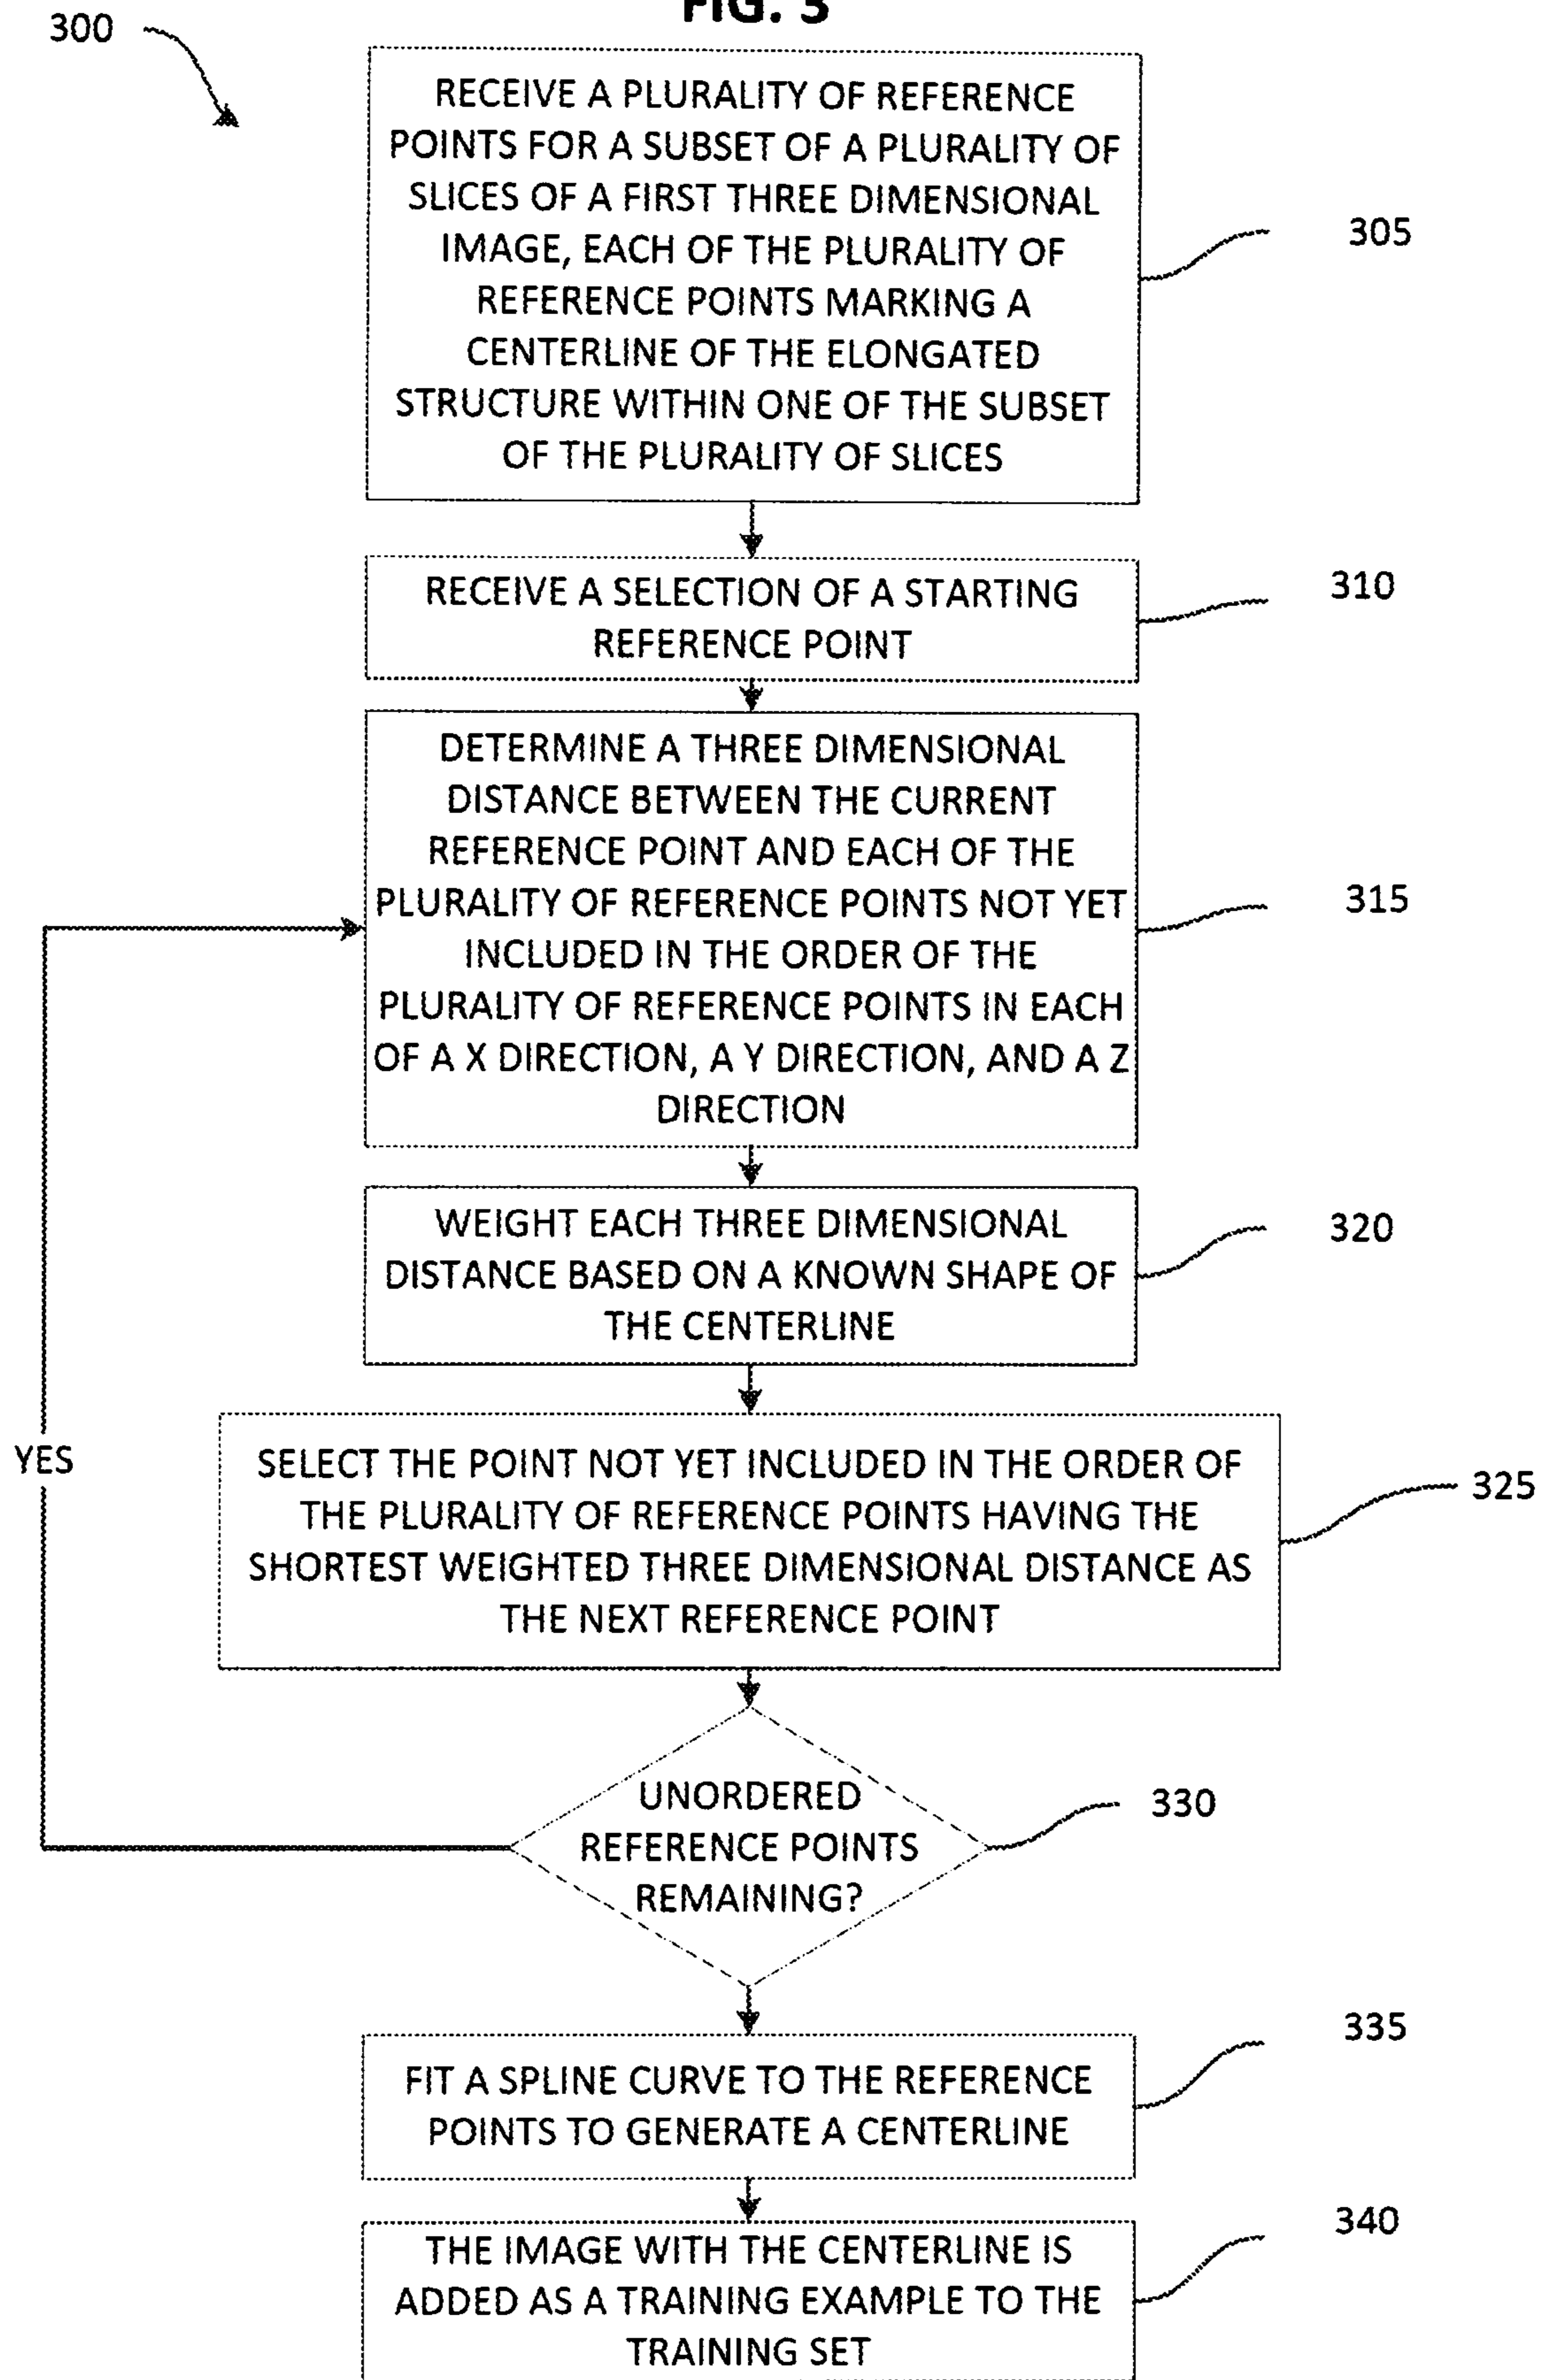 FIG. 3
300
RECEIVE A PLURALITY OF REFERENCE
POINTS FOR A SUBSET OF A PLURALITY OF
SLICES OF A FIRST THREE DIMENSIONAL
IMAGE, EACH OF THE PLURALITY OF
REFERENCE POINTS MARKING A
CENTERLINE OF THE ELONGATED
STRUCTURE WITHIN ONE OF THE SUBSET
OF THE PLURALITY OF SLICES
305
RECEIVE A SELECTION OF A STARTING
REFERENCE POINT
310
DETERMINE A THREE DIMENSIONAL
DISTANCE BETWEEN THE CURRENT
REFERENCE POINT AND EACH OF THE
PLURALITY OF REFERENCE POINTS NOT YET
INCLUDED IN THE ORDER OF THE
PLURALITY OF REFERENCE POINTS IN EACH
OF A X DIRECTION, A Y DIRECTION, AND A Z
DIRECTION
315
WEIGHT EACH THREE DIMENSIONAL
DISTANCE BASED ON A KNOWN SHAPE OF
THE CENTERLINE
320
YES
SELECT THE POINT NOT YET INCLUDED IN THE ORDER OF
THE PLURALITY OF REFERENCE POINTS HAVING THE
SHORTEST WEIGHTED THREE DIMENSIONAL DISTANCE AS
THE NEXT REFERENCE POINT
325
UNORDERED
REFERENCE POINTS
REMAINING?
330
FIT A SPLINE CURVE TO THE REFERENCE
POINTS TO GENERATE A CENTERLINE
335
THE IMAGE WITH THE CENTERLINE IS
ADDED AS A TRAINING EXAMPLE TO THE
TRAINING SET
340